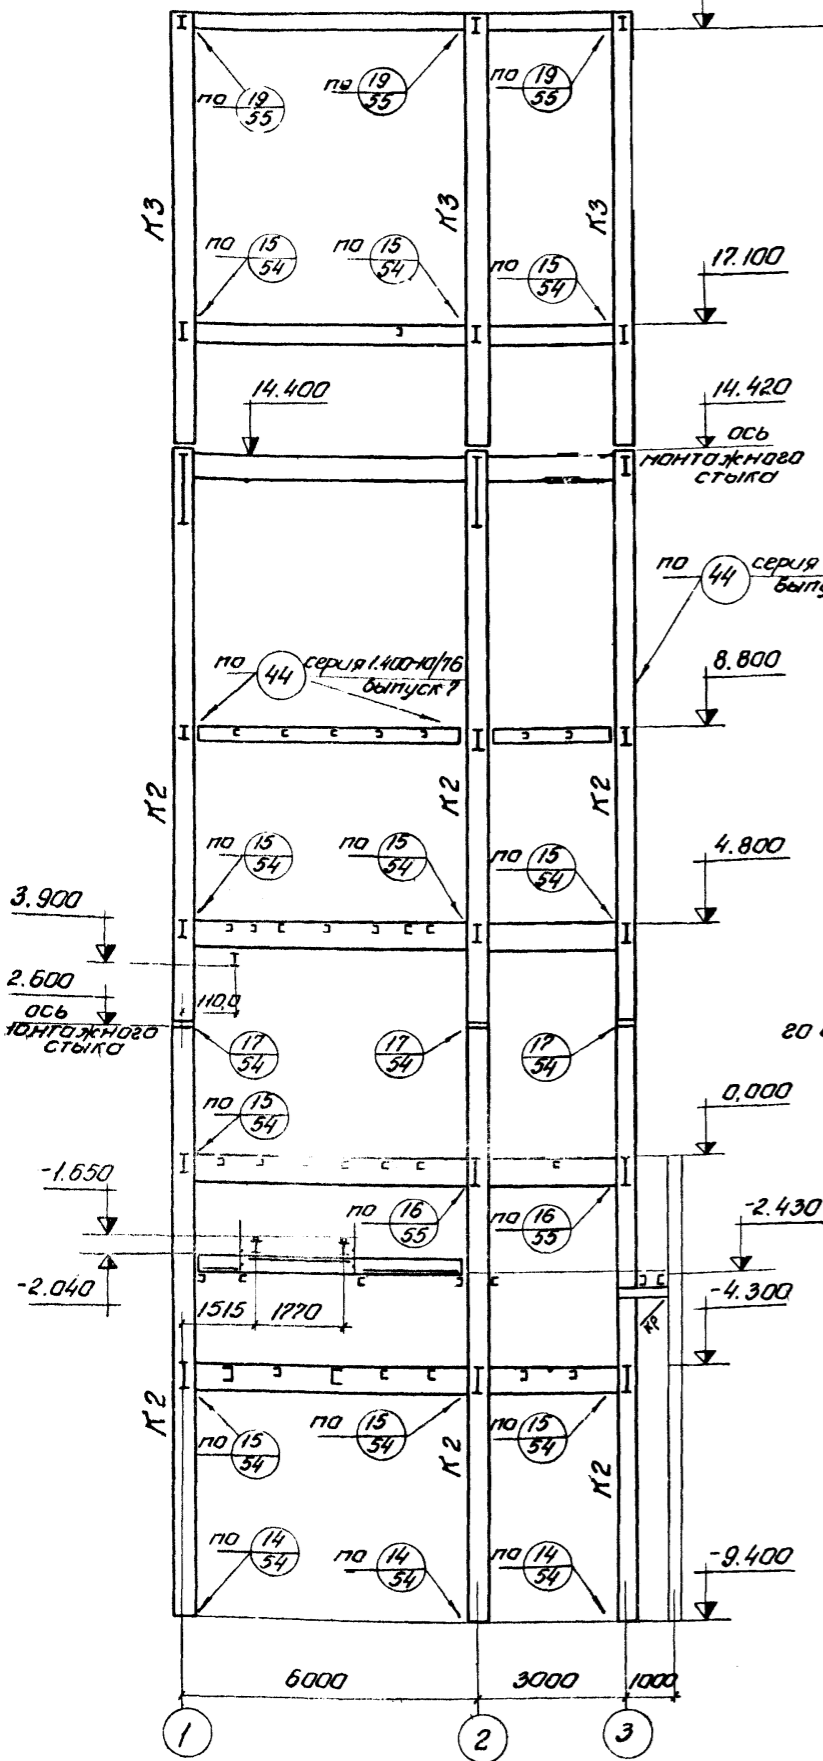 по 19/55
по 19/55
по 19/55
К3
К3
К3
по 15/54
по 15/54
по 15/54
17.100
14.400
14.420
ось
монтажного
стыка
по 44 серия
по 44 серия 1.400-10/76
выпуск 7
8.800
К2
К2
К2
по 15/54
по 15/54
по 15/54
4.800
3.900
2.600
ось
монтажного
стыка
17/54
17/54
17/54
по 15/54
0,000
-1.650
по 16/55
по 16/55
-2.430
-2.040
1515
1770
-4.300
кр
К2
К2
К2
по 15/54
по 15/54
по 15/54
по 14/54
по 14/54
по 14/54
-9.400
6000
3000
1000
1
2
3